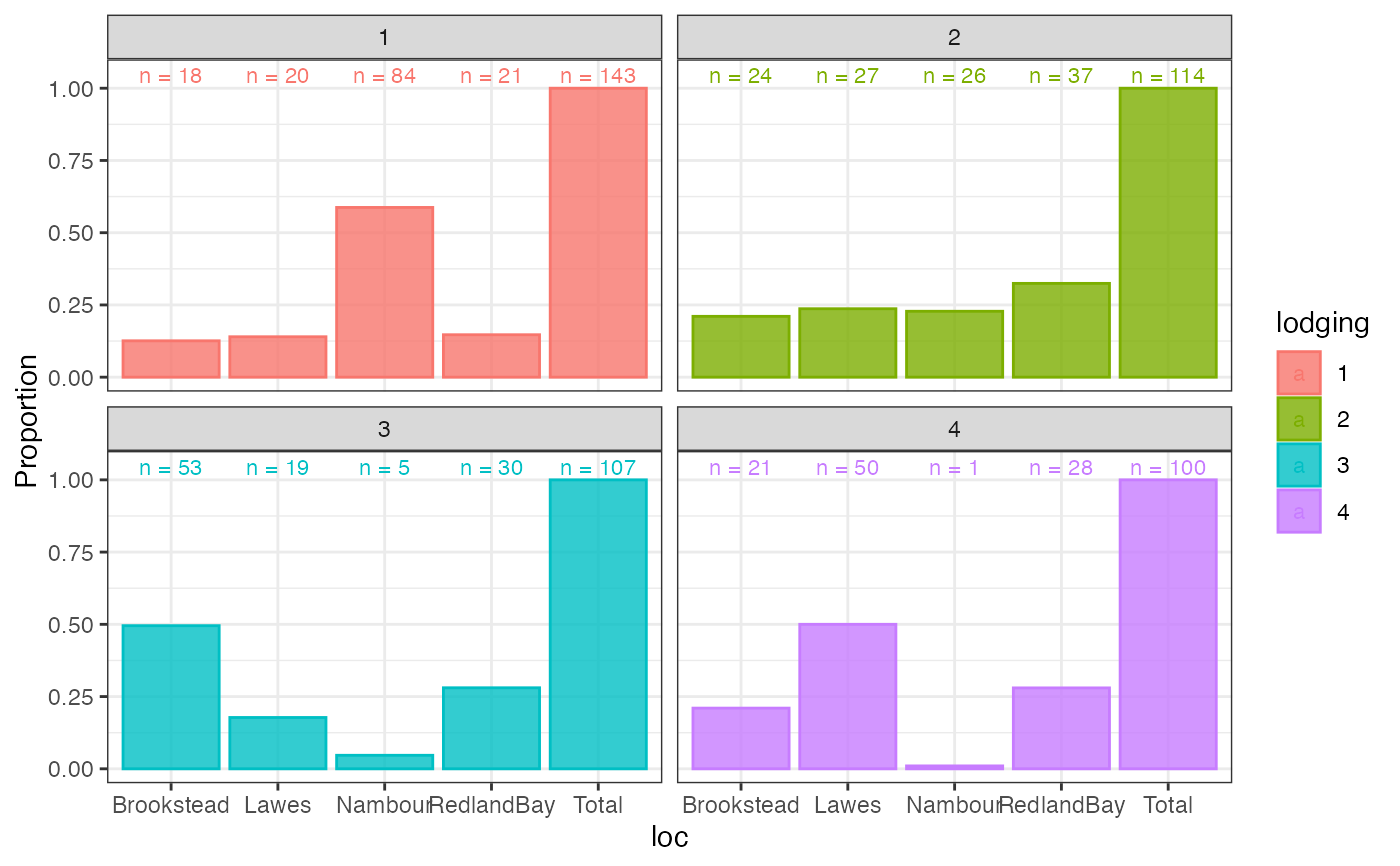 1
2
n = 18 n = 20 n = 84 n = 21 n = 143
n = 24 n = 27 n = 26 n = 37 n = 114
1.00
0.75
0.50
0.25
0.00
3
4
n = 53 n = 19 n = 5 n = 30 n = 107
n = 21 n = 50 n = 1 n = 28 n = 100
1.00
0.75
0.50
0.25
0.00
Brookstead Lawes Nambour RedlandBay Total
Brookstead Lawes Nambour RedlandBay Total
loc
Proportion
lodging
a 1
a 2
a 3
a 4